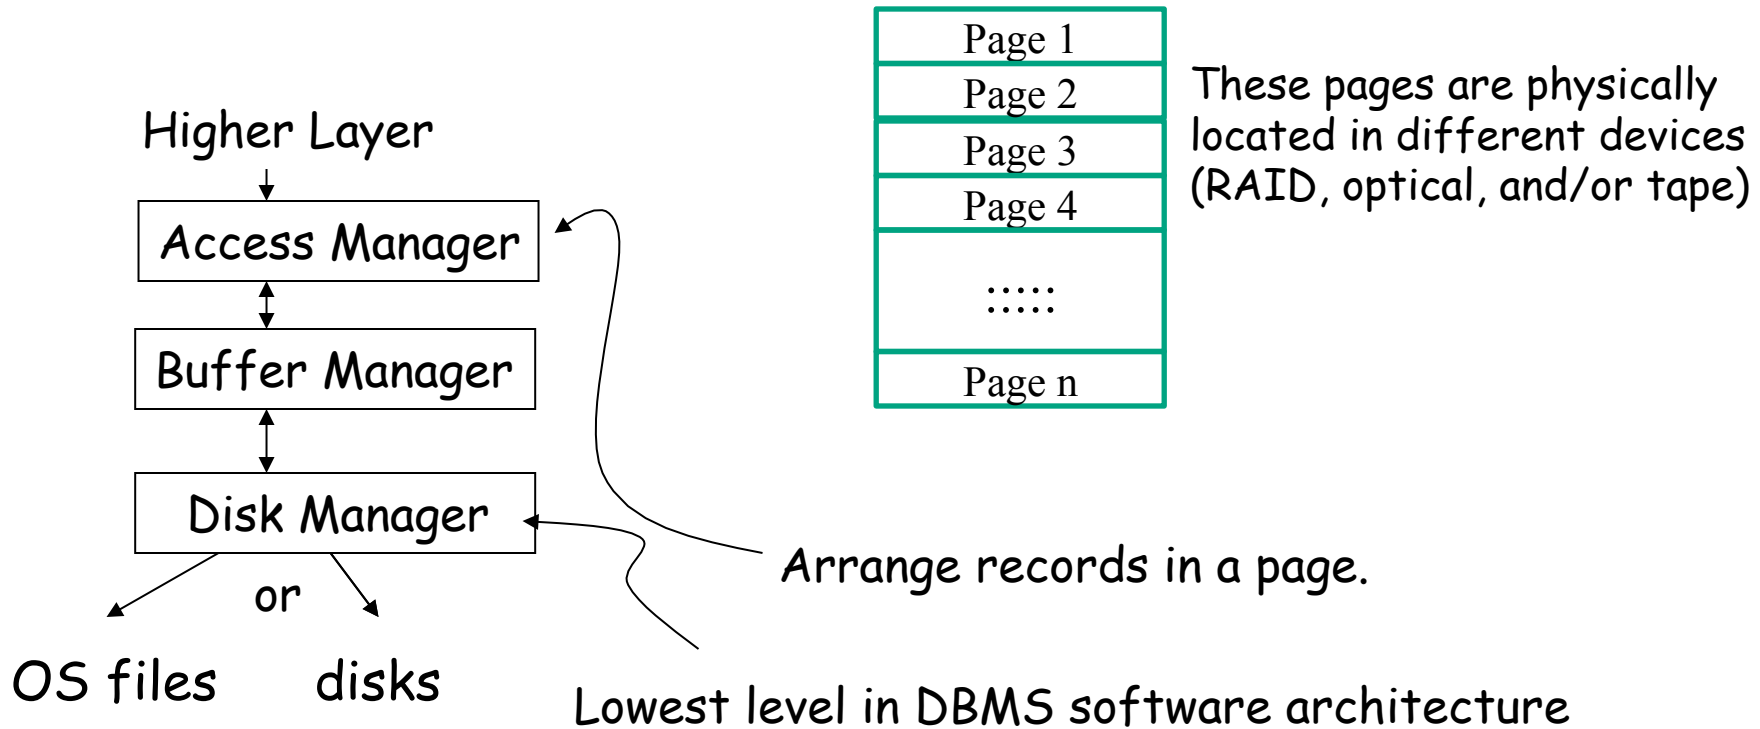 Higher Layer
Access Manager
Buffer Manager
Disk Manager
or
OS files
disks
Page 1
Page 2
Page 3
Page 4
:::::
Page n
These pages are physically
located in different devices
(RAID, optical, and/or tape)
Arrange records in a page.
Lowest level in DBMS software architecture